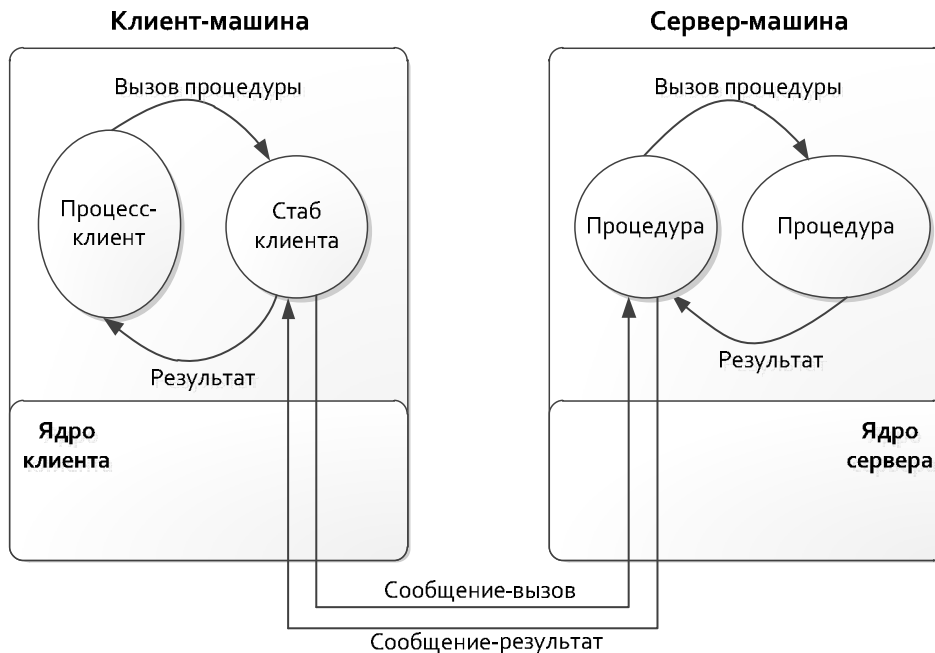 Клиент-машина
Сервер-машина
Вызов процедуры
Вызов процедуры
Процесс-
клиент
Стаб
клиента
Процедура
Процедура
Результат
Результат
Ядро
клиента
Ядро
сервера
Сообщение-вызов
Сообщение-результат